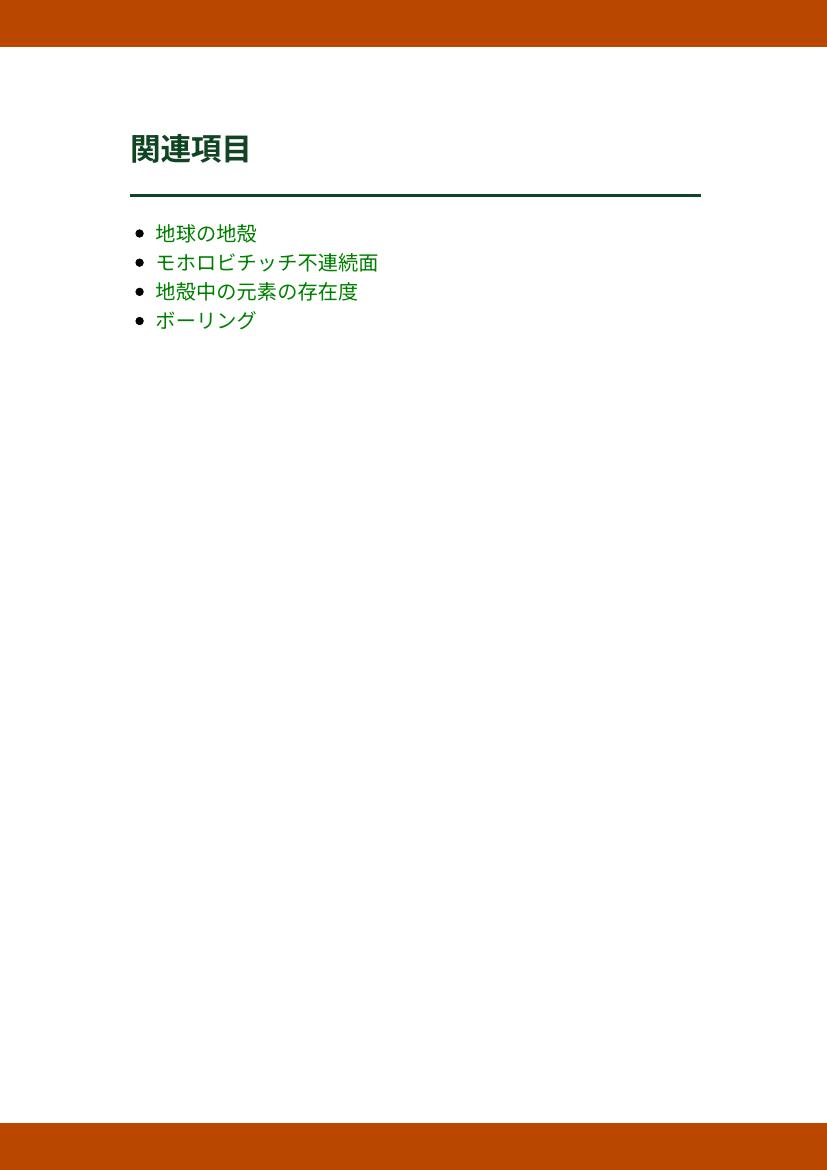 関連項目
地球の地殻
モホロビチッチ不連続面
地殻中の元素の存在度
ボーリング